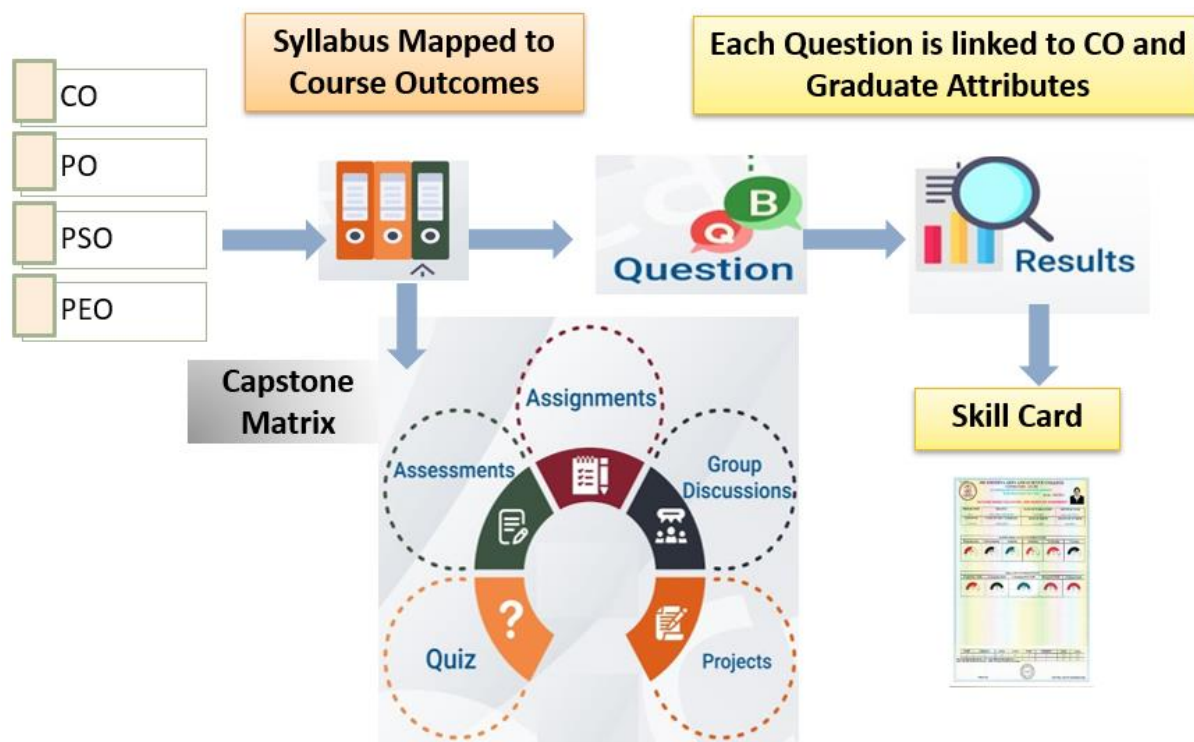 Syllabus Mapped to
Course Outcomes
Each Question is linked to CO and
Graduate Attributes
CO
PO
PSO
PEO
Q
B
Question
Results
Capstone
Matrix
Assignments
Assessments
Group
Discussions
Quiz
?
Projects
Skill Card